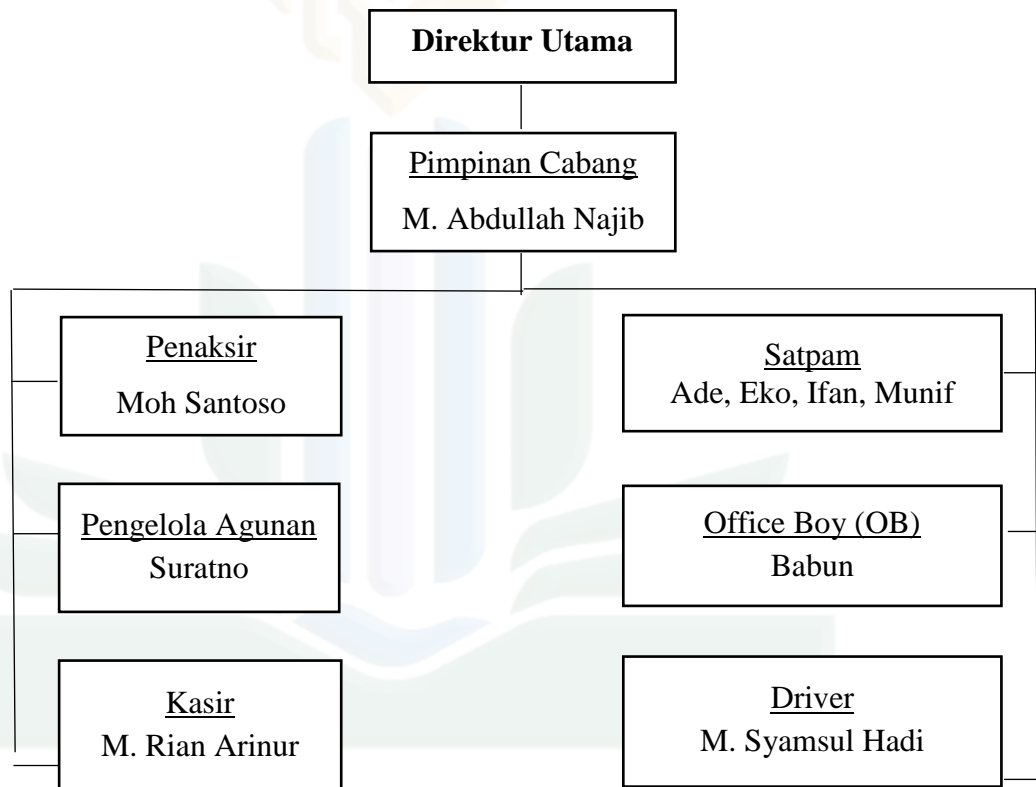 Direktur Utama
Pimpinan Cabang
M. Abdullah Najib
Penaksir
Moh Santoso
Satpam
Ade, Eko, Ifan, Munif
Pengelola Agunan
Suratno
Office Boy (OB)
Babun
Kasir
M. Rian Arinur
Driver
M. Syamsul Hadi